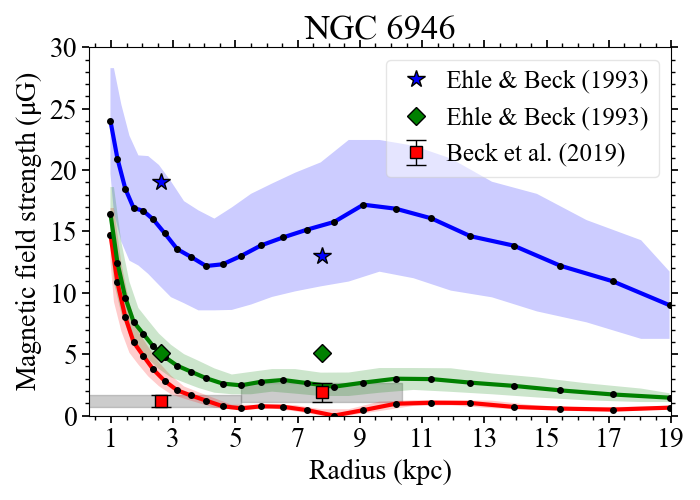 NGC 6946
Magnetic field strength (μG)
30
25
20
15
10
5
0
Ehle & Beck (1993)
Ehle & Beck (1993)
Beck et al. (2019)
1 3 5 7 9 11 13 15 17 19
Radius (kpc)